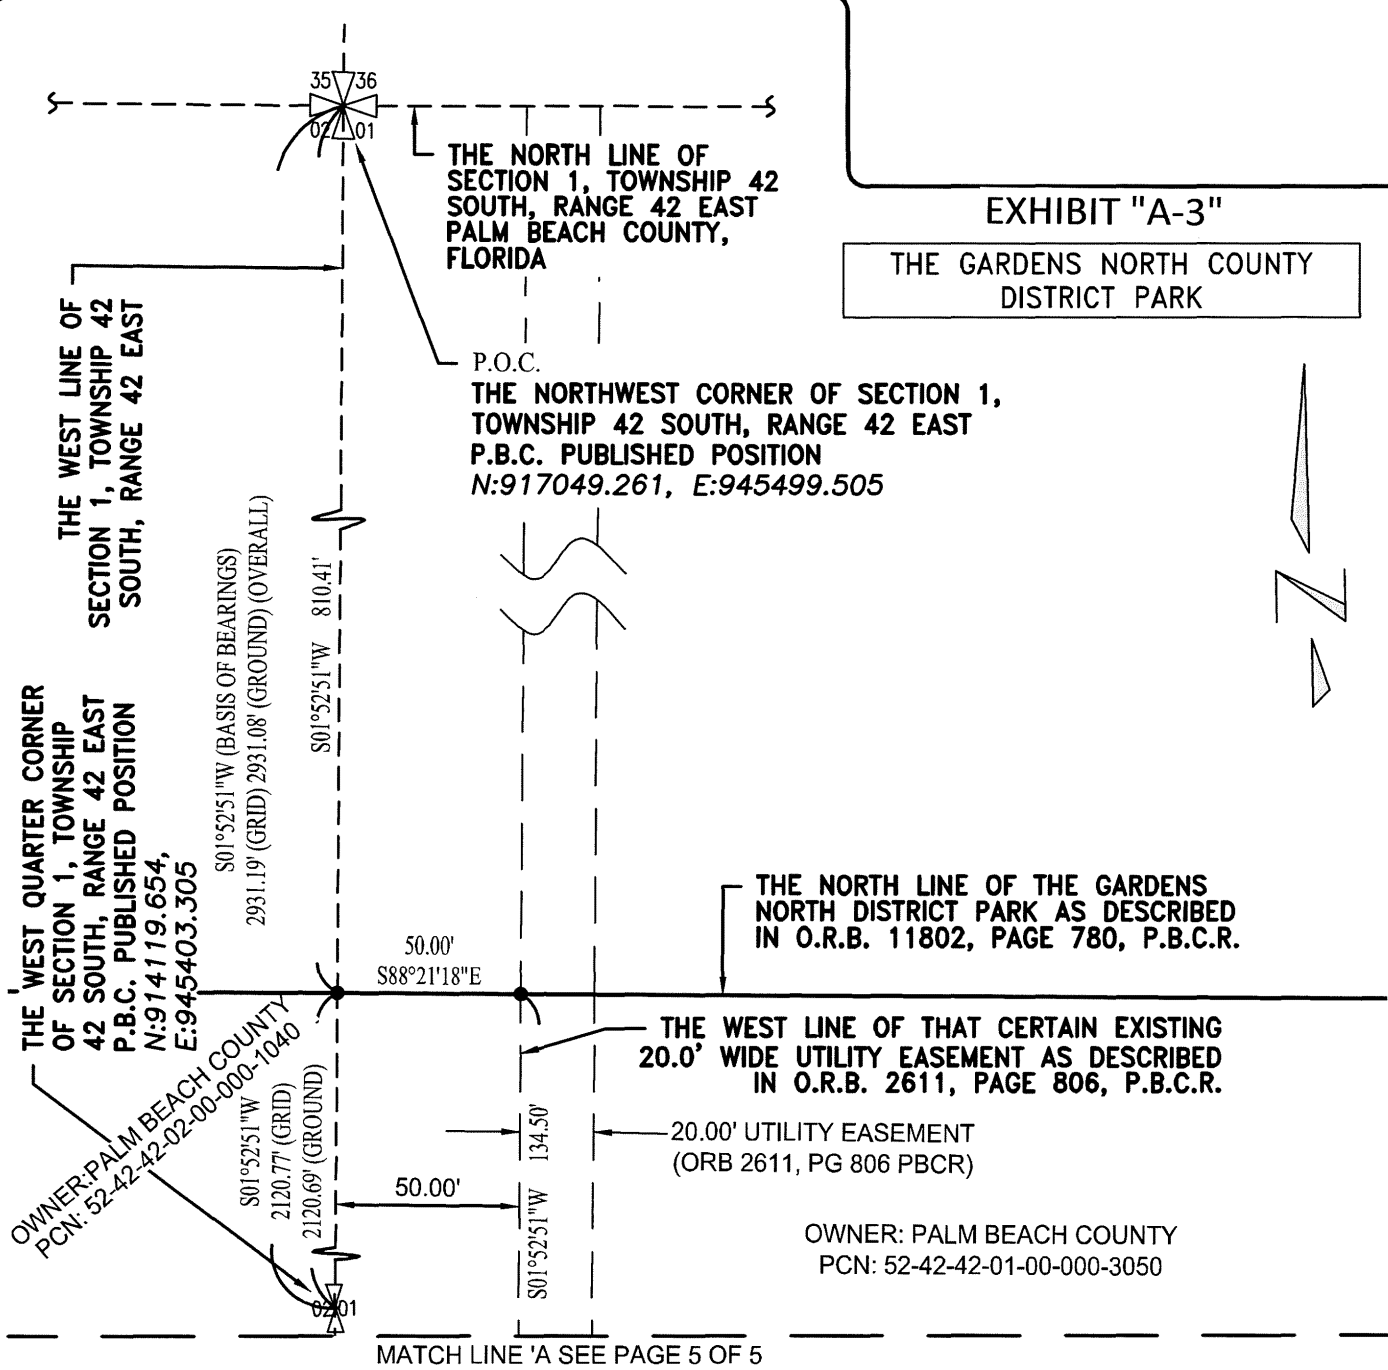 35 36
02 01
THE NORTH LINE OF
SECTION 1, TOWNSHIP 42
SOUTH, RANGE 42 EAST
PALM BEACH COUNTY,
FLORIDA
EXHIBIT "A-3"
THE GARDENS NORTH COUNTY
DISTRICT PARK
THE WEST LINE OF
SECTION 1, TOWNSHIP 42
SOUTH, RANGE 42 EAST
P.O.C.
THE NORTHWEST CORNER OF SECTION 1,
TOWNSHIP 42 SOUTH, RANGE 42 EAST
P.B.C. PUBLISHED POSITION
N:917049.261, E:945499.505
S01°52'51"W (BASIS OF BEARINGS)
2931.19' (GRID) 2931.08' (GROUND) (OVERALL)
S01°52'51"W 810.41'
N
THE WEST QUARTER CORNER
OF SECTION 1, TOWNSHIP
42 SOUTH, RANGE 42 EAST
P.B.C. PUBLISHED POSITION
N:914119.654,
E:945403.305
THE NORTH LINE OF THE GARDENS
NORTH DISTRICT PARK AS DESCRIBED
IN O.R.B. 11802, PAGE 780, P.B.C.R.
50.00'
S88°21'18"E
THE WEST LINE OF THAT CERTAIN EXISTING
20.0' WIDE UTILITY EASEMENT AS DESCRIBED
IN O.R.B. 2611, PAGE 806, P.B.C.R.
OWNER:PALM BEACH COUNTY
PCN: 52-42-42-02-00-000-1040
S01°52'51"W
2120.77' (GRID)
2120.69' (GROUND)
50.00'
S01°52'51"W 134.50'
20.00' UTILITY EASEMENT
(ORB 2611, PG 806 PBCR)
OWNER: PALM BEACH COUNTY
PCN: 52-42-42-01-00-000-3050
02 01
MATCH LINE 'A SEE PAGE 5 OF 5